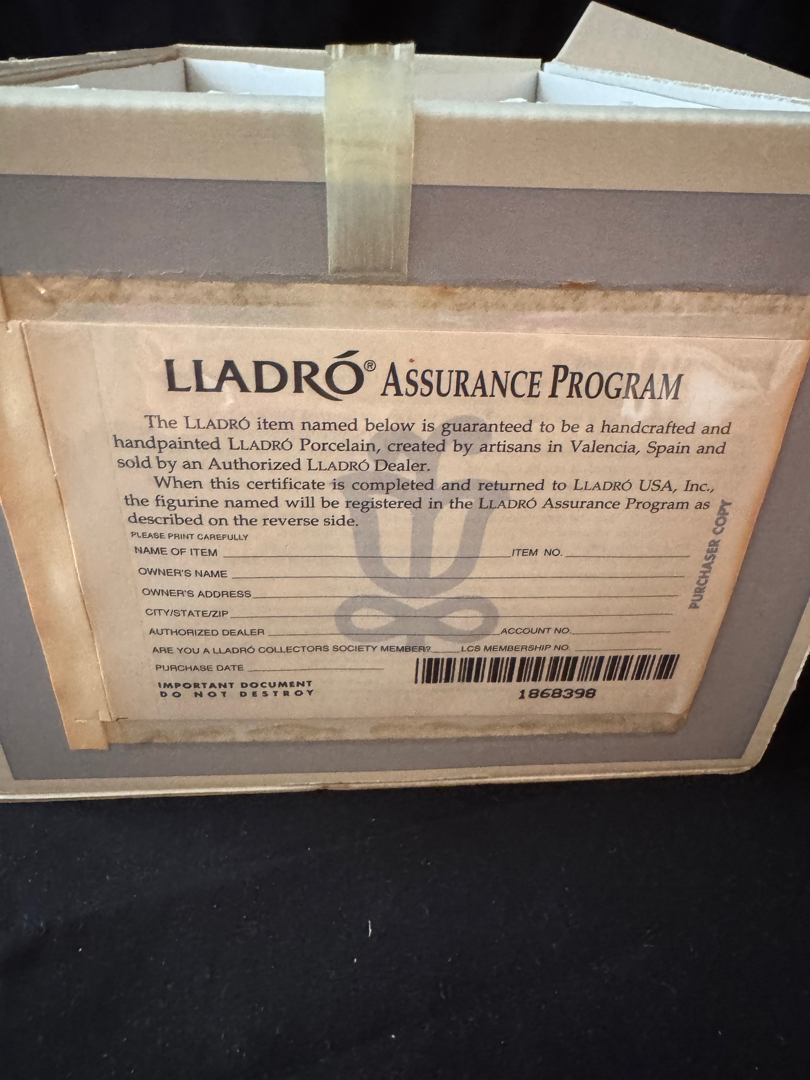 LLADRÓ® ASSURANCE PROGRAM
The LLADRÓ item named below is guaranteed to be a handcrafted and
handpainted LLADRÓ Porcelain, created by artisans in Valencia, Spain and
sold by an Authorized LLADRÓ Dealer.
When this certificate is completed and returned to LLADRÓ USA, Inc.,
the figurine named will be registered in the LLADRÓ Assurance Program as
described on the reverse side.
PLEASE PRINT CAREFULLY
NAME OF ITEM ITEM NO.
OWNER'S NAME
OWNER'S ADDRESS
CITY/STATE/ZIP
AUTHORIZED DEALER ACCOUNT NO.
ARE YOU A LLADRÓ COLLECTORS SOCIETY MEMBER? LCS MEMBERSHIP NO.
PURCHASE DATE
IMPORTANT DOCUMENT
DO NOT DESTROY
1868398
PURCHASER COPY